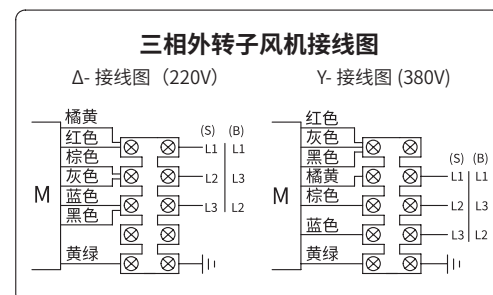 三相外转子风机接线图
Δ- 接线图（220V）
Y- 接线图 (380V)
橘黄
红色
棕色
灰色
蓝色
黑色
黄绿
M
(S) (B)
L1 L1
L2 L3
L3 L2
红色
灰色
黑色
橘黄
棕色
蓝色
黄绿
M
(S) (B)
L1 L1
L2 L3
L3 L2